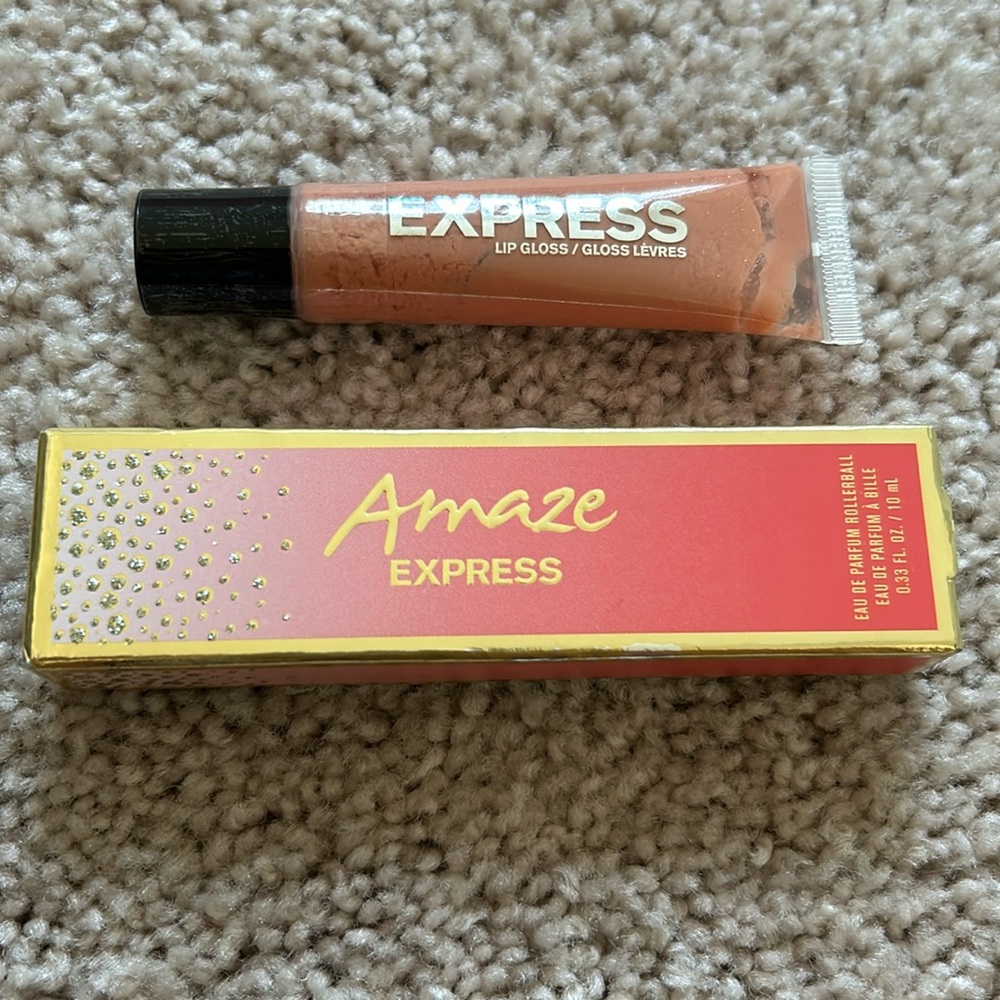 EXPRESS
LIP GLOSS / GLOSS LÈVRES
Amaze
EXPRESS
EAU DE PARFUM ROLLERBALL
EAU DE PARFUM À BILLE
0.33 FL. OZ. / 10 mL